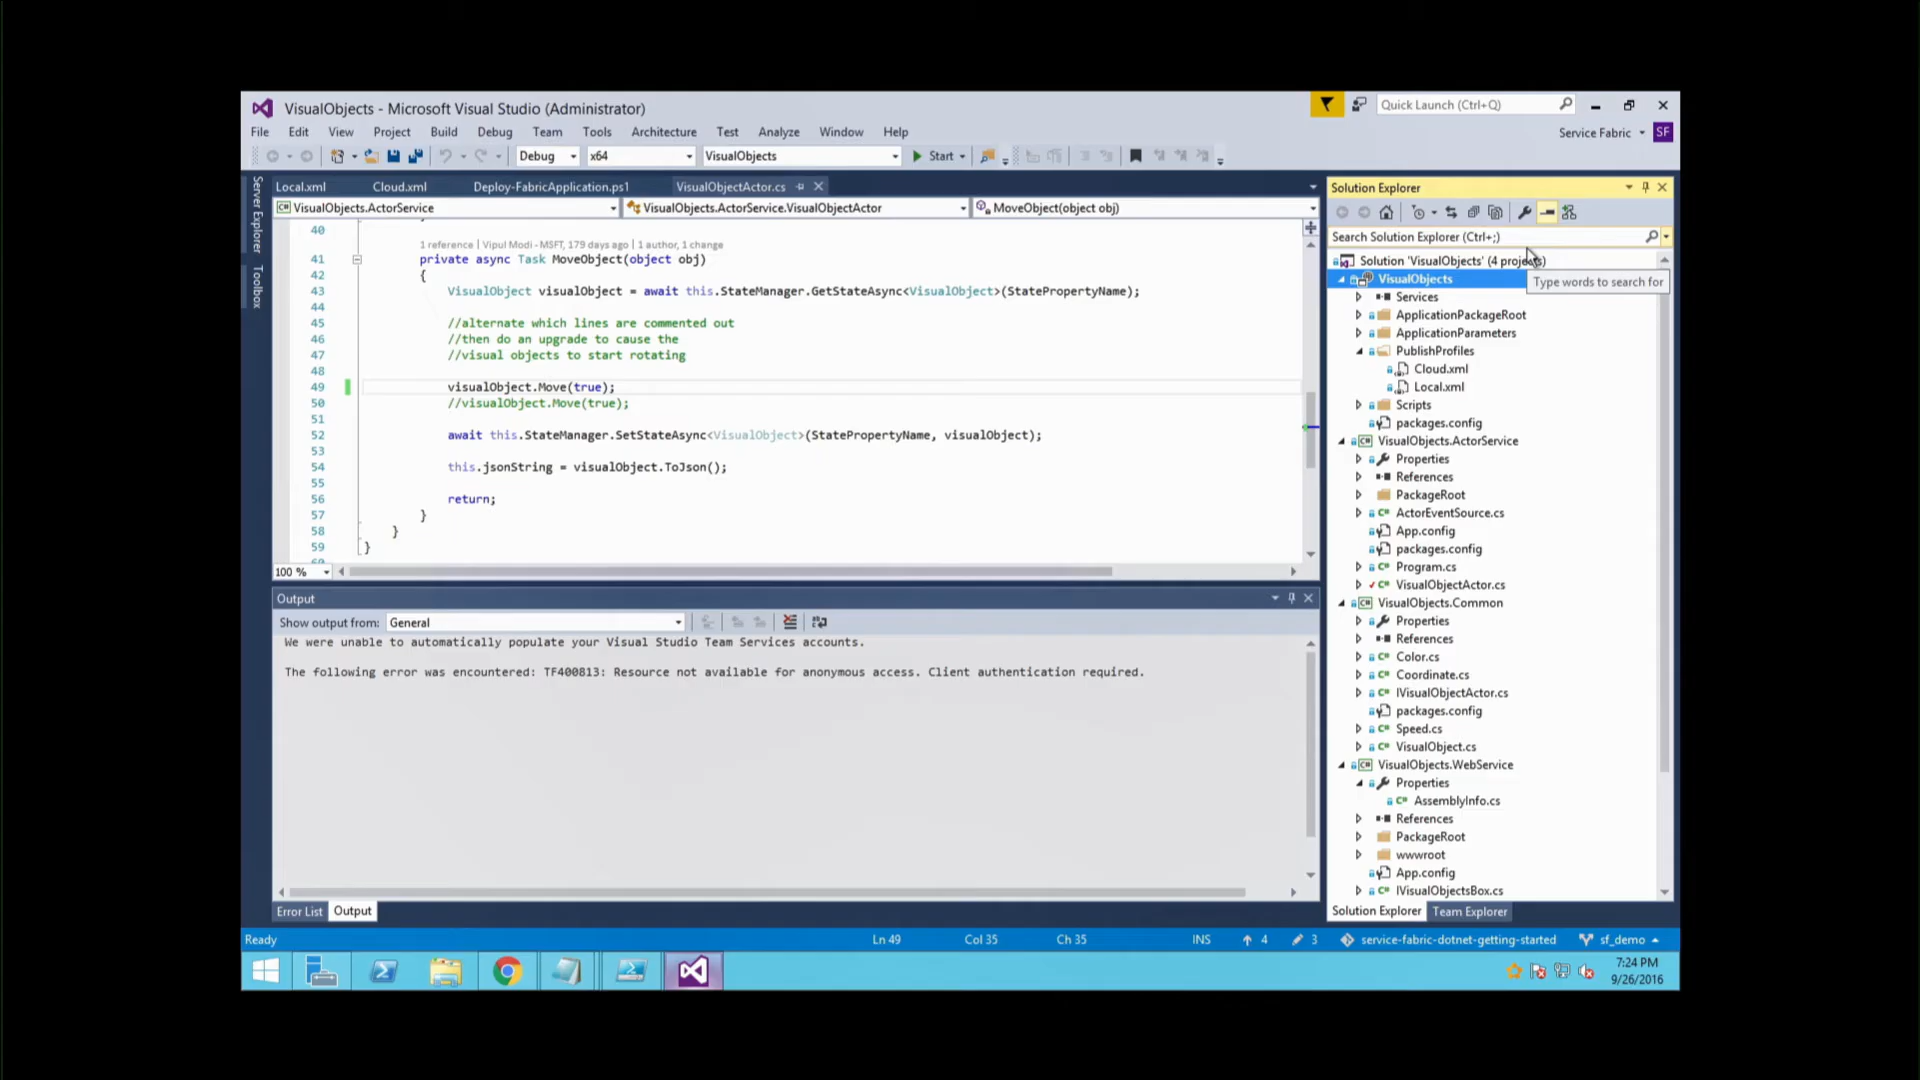 VisualObjects - Microsoft Visual Studio (Administrator)
Quick Launch (Ctrl+Q)
File Edit View Project Build Debug Team Tools Architecture Test Analyze Window Help
Service Fabric SF
Debug x64 VisualObjects Start
Server Explorer
Toolbox
Local.xml Cloud.xml Deploy-FabricApplication.ps1 VisualObjectActor.cs
VisualObjects.ActorService VisualObjects.ActorService.VisualObjectActor MoveObject(object obj)
40
1 reference | Vipul Modi - MSFT, 179 days ago | 1 author, 1 change
41 private async Task MoveObject(object obj)
42 {
43 VisualObject visualObject = await this.StateManager.GetStateAsync<VisualObject>(StatePropertyName);
44
45 //alternate which lines are commented out
46 //then do an upgrade to cause the
47 //visual objects to start rotating
48
49 visualObject.Move(true);
50 //visualObject.Move(true);
51
52 await this.StateManager.SetStateAsync<VisualObject>(StatePropertyName, visualObject);
53
54 this.jsonString = visualObject.ToJson();
55
56 return;
57 }
58 }
59 }
100 %
Output
Show output from: General
We were unable to automatically populate your Visual Studio Team Services accounts.
The following error was encountered: TF400813: Resource not available for anonymous access. Client authentication required.
Error List Output
Solution Explorer
Search Solution Explorer (Ctrl+;)
Solution 'VisualObjects' (4 projects)
VisualObjects
Type words to search for
Services
ApplicationPackageRoot
ApplicationParameters
PublishProfiles
Cloud.xml
Local.xml
Scripts
packages.config
VisualObjects.ActorService
Properties
References
PackageRoot
ActorEventSource.cs
App.config
packages.config
Program.cs
VisualObjectActor.cs
VisualObjects.Common
Properties
References
Color.cs
Coordinate.cs
IVisualObjectActor.cs
packages.config
Speed.cs
VisualObject.cs
VisualObjects.WebService
Properties
AssemblyInfo.cs
References
PackageRoot
wwwroot
App.config
IVisualObjectsBox.cs
Solution Explorer Team Explorer
Ready Ln 49 Col 35 Ch 35 INS 4 3 service-fabric-dotnet-getting-started sf_demo
7:24 PM
9/26/2016